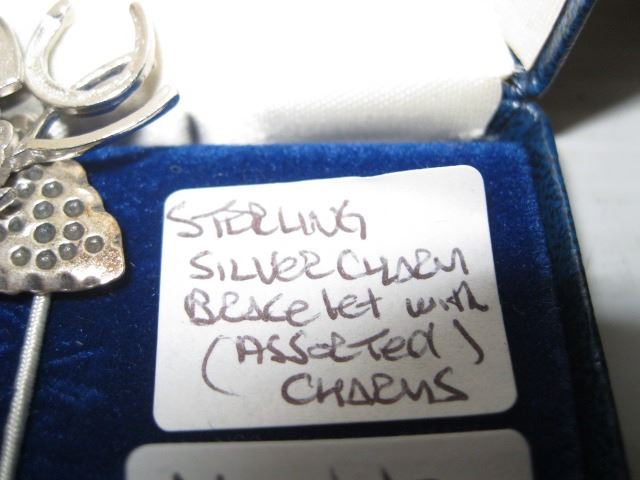 STERLING
SILVER CHARM
BRACELET with
(ASSORTED)
CHARMS